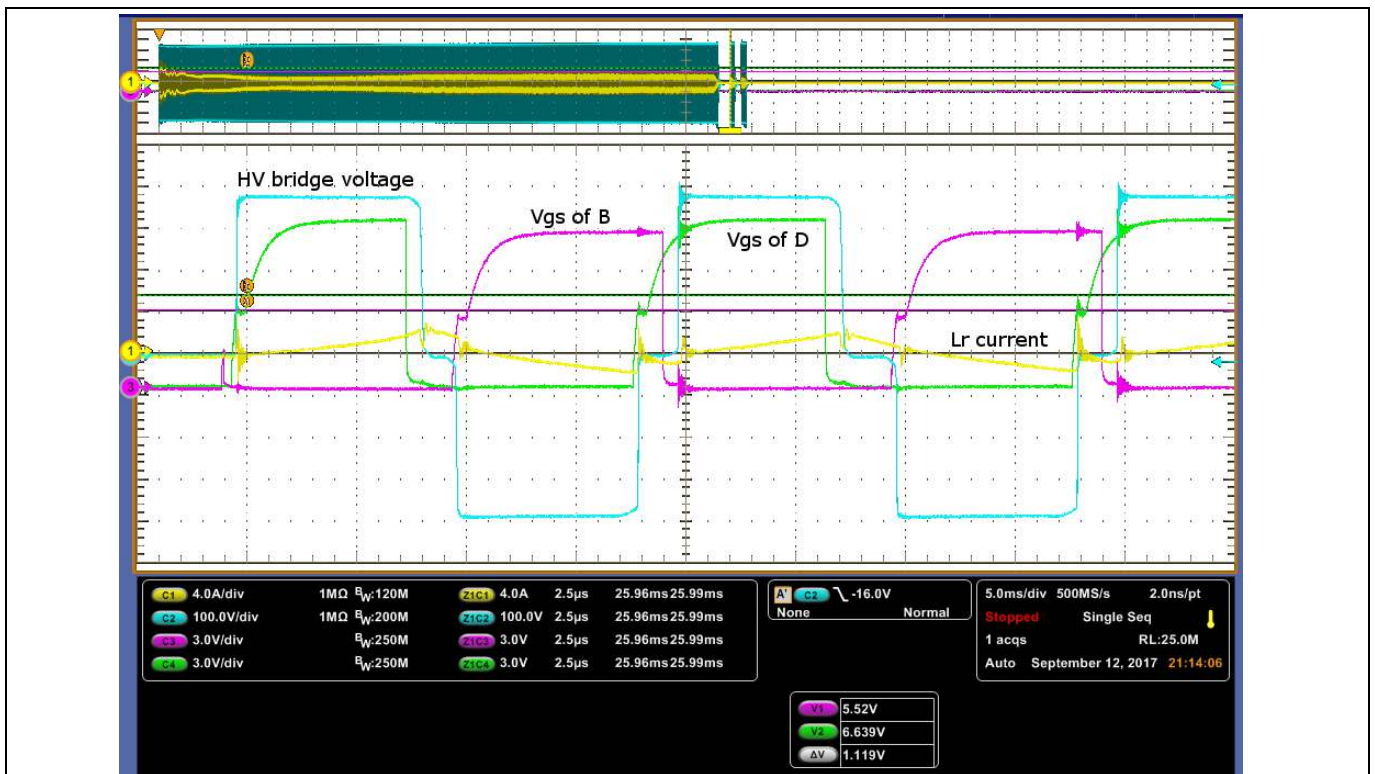 1
HV bridge voltage
Vgs of B
Vgs of D
Lr current
1
3
C1 4.0A/div 1MΩ BW:120M Z1C1 4.0A 2.5µs 25.96ms 25.99ms
C2 100.0V/div 1MΩ BW:200M Z1C2 100.0V 2.5µs 25.96ms 25.99ms
C3 3.0V/div BW:250M Z1C3 3.0V 2.5µs 25.96ms 25.99ms
C4 3.0V/div BW:250M Z1C4 3.0V 2.5µs 25.96ms 25.99ms
A' C2 -16.0V
None Normal
5.0ms/div 500MS/s 2.0ns/pt
Stopped Single Seq
1 acqs RL:25.0M
Auto September 12, 2017 21:14:06
V1 5.52V
V2 6.639V
ΔV 1.119V